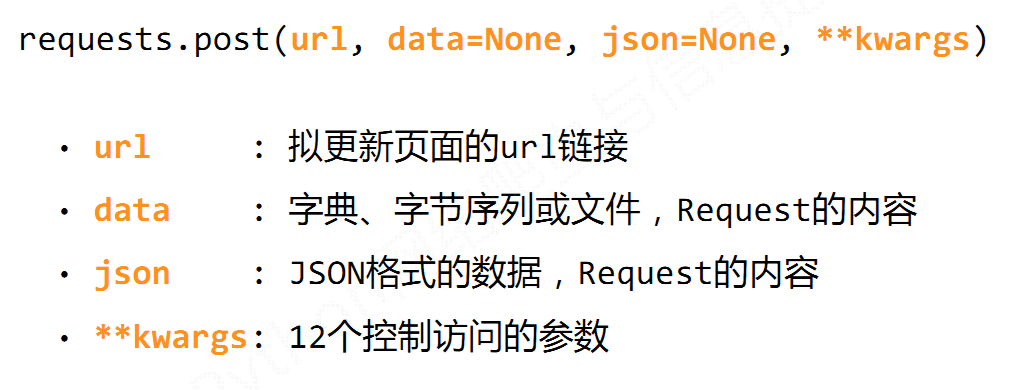 requests.post(url, data=None, json=None, **kwargs)
• url : 拟更新页面的url链接
• data : 字典、字节序列或文件，Request的内容
• json : JSON格式的数据，Request的内容
• **kwargs: 12个控制访问的参数